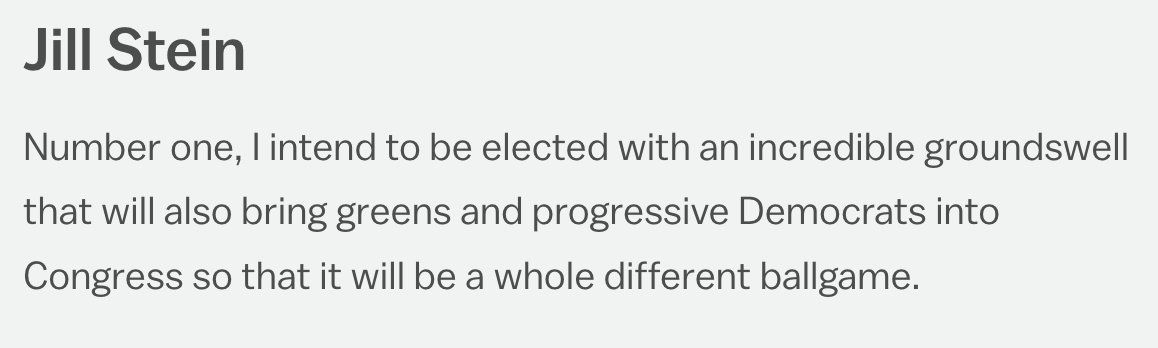 Jill Stein
Number one, I intend to be elected with an incredible groundswell
that will also bring greens and progressive Democrats into
Congress so that it will be a whole different ballgame.